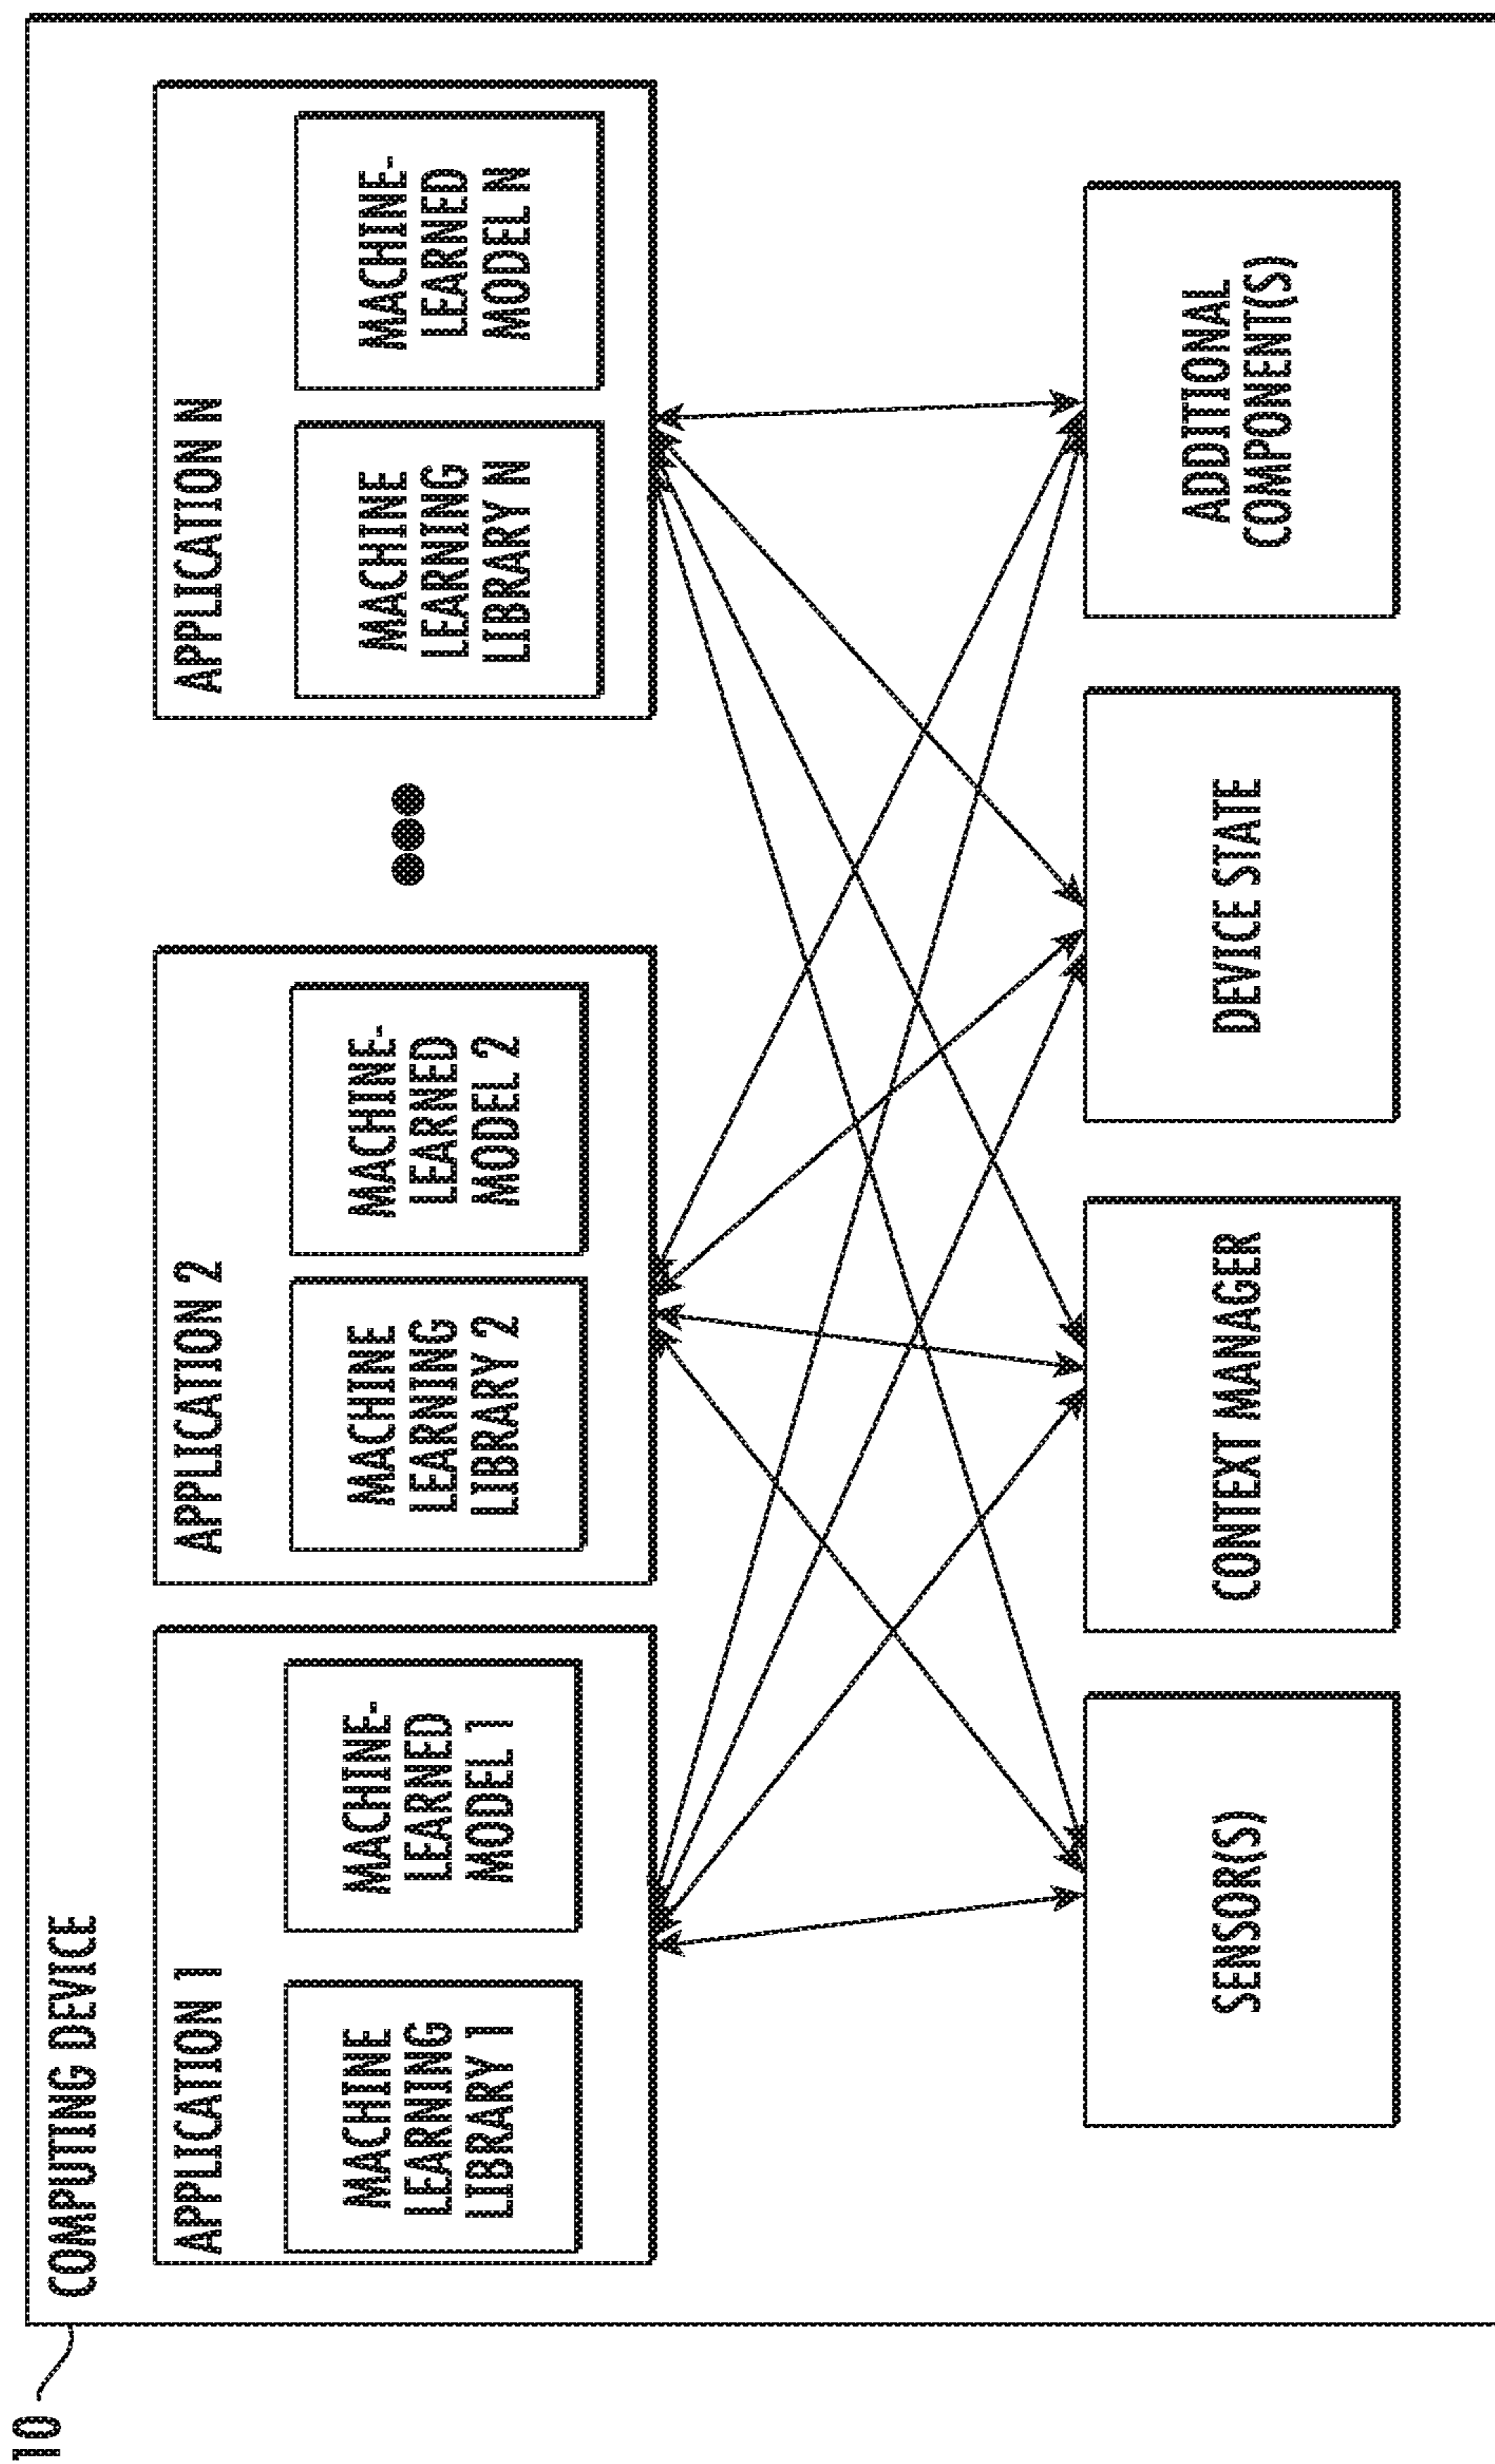 10
COMPUTING DEVICE
APPLICATION 1
MACHINE
LEARNING
LIBRARY 1
MACHINE-
LEARNED
MODEL 1
APPLICATION 2
MACHINE
LEARNING
LIBRARY 2
MACHINE-
LEARNED
MODEL 2
APPLICATION N
MACHINE
LEARNING
LIBRARY N
MACHINE-
LEARNED
MODEL N
SENSOR(S)
CONTEXT MANAGER
DEVICE STATE
ADDITIONAL
COMPONENT(S)